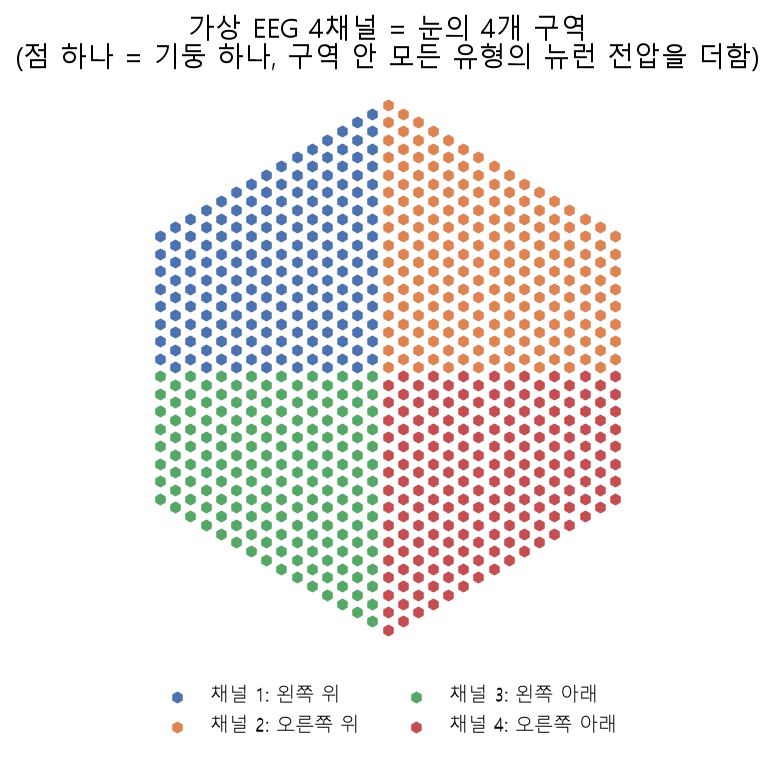 가상 EEG 4채널 = 눈의 4개 구역
(점 하나 = 기둥 하나, 구역 안 모든 유형의 뉴런 전압을 더함)
채널 1: 왼쪽 위
채널 2: 오른쪽 위
채널 3: 왼쪽 아래
채널 4: 오른쪽 아래